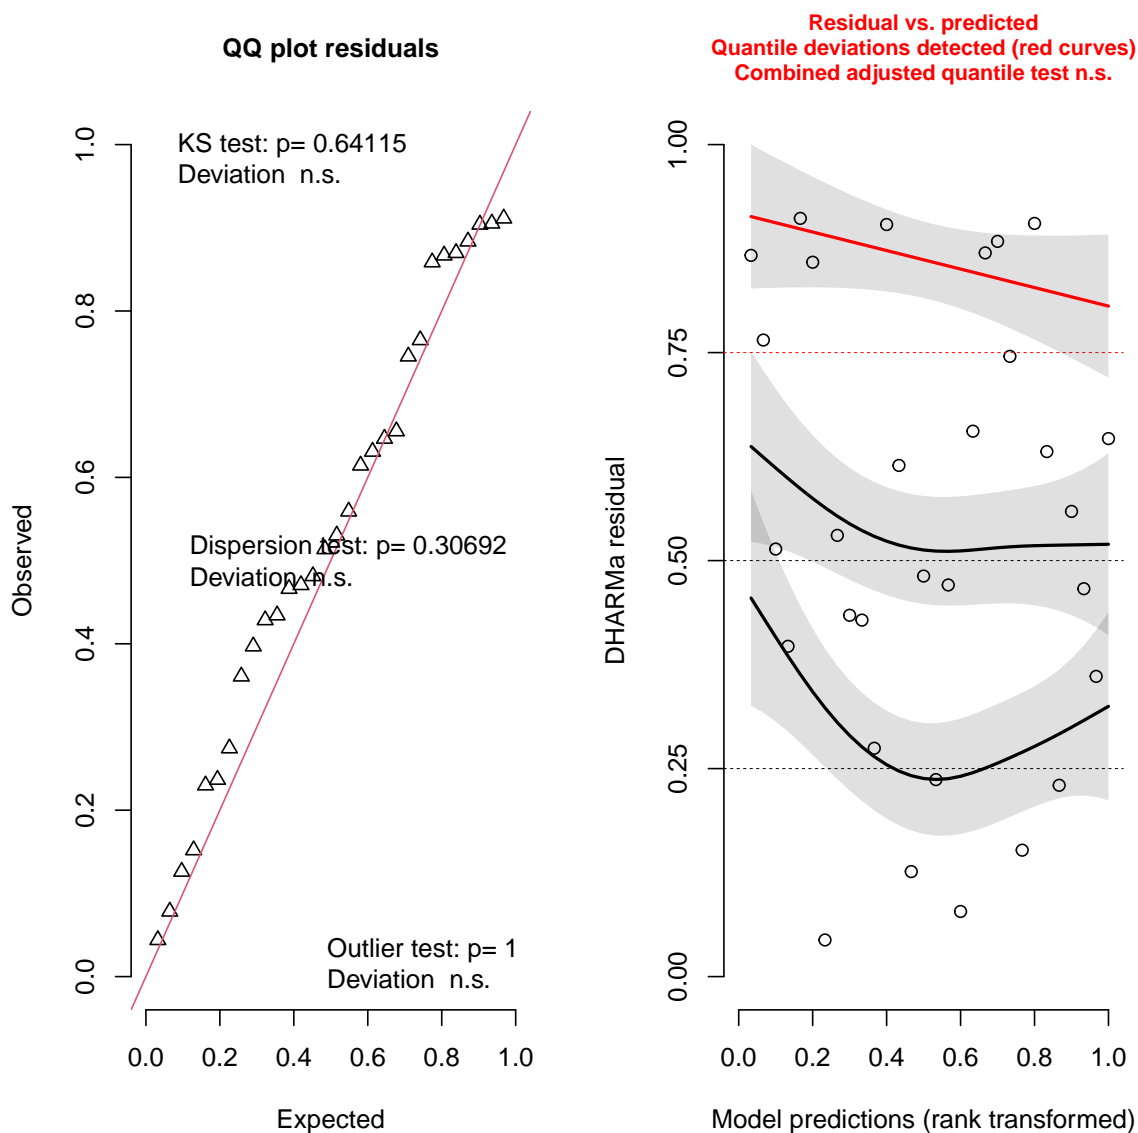 QQ plot residuals
KS test: p= 0.64115
Deviation  n.s.
Dispersion test: p= 0.30692
Deviation  n.s.
Outlier test: p= 1
Deviation  n.s.
Observed
0.0
0.2
0.4
0.6
0.8
1.0
0.0 0.2 0.4 0.6 0.8 1.0
Expected
Residual vs. predicted
Quantile deviations detected (red curves)
Combined adjusted quantile test n.s.
DHARMa residual
0.00
0.25
0.50
0.75
1.00
0.0 0.2 0.4 0.6 0.8 1.0
Model predictions (rank transformed)